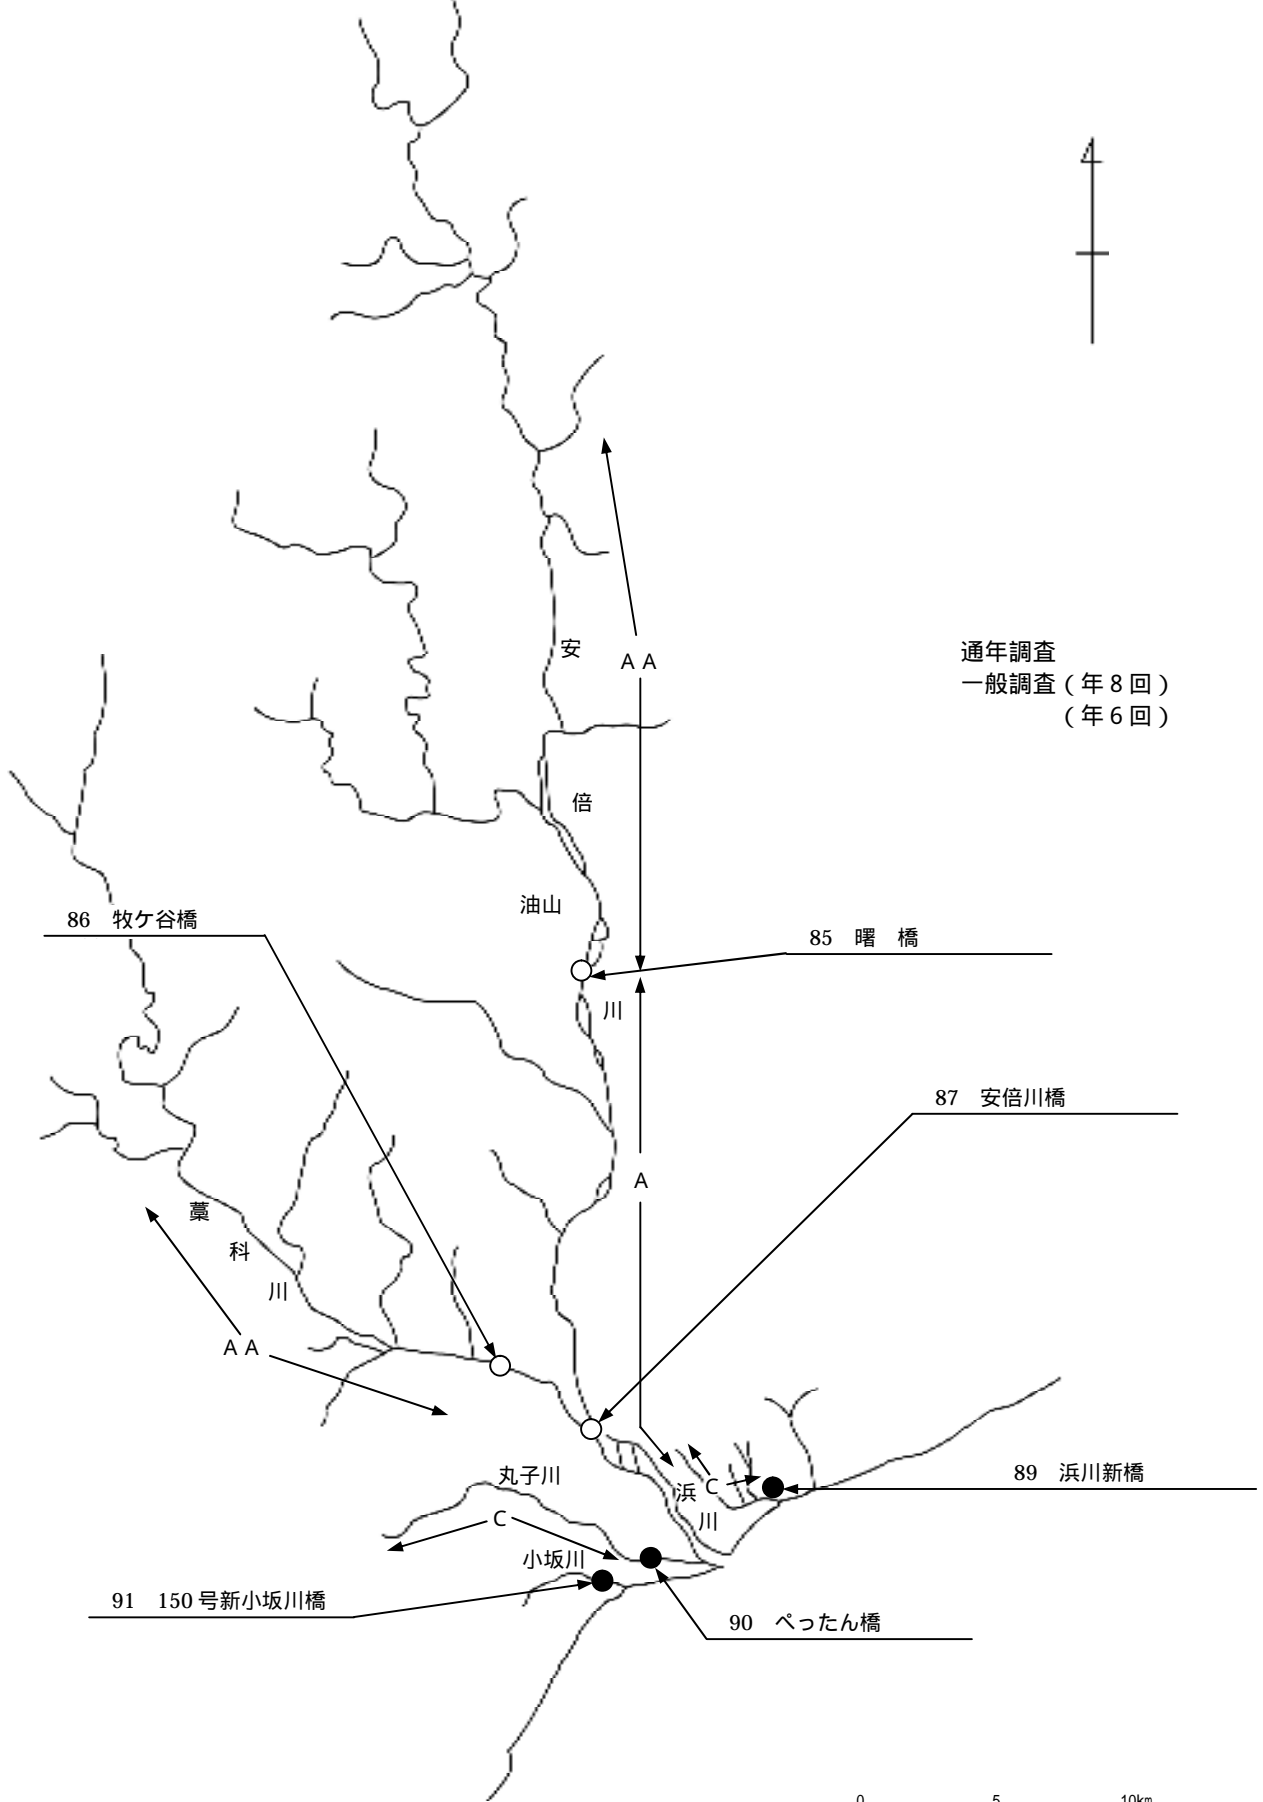 安
ＡＡ
通年調査
一般調査（年８回）
（年６回）
倍
油山
86　牧ケ谷橋
85　曙　橋
川
87　安倍川橋
Ａ
藁
科
川
ＡＡ
丸子川
浜
Ｃ
川
89　浜川新橋
Ｃ
小坂川
91　150号新小坂川橋
90　ぺったん橋
0　5　10km